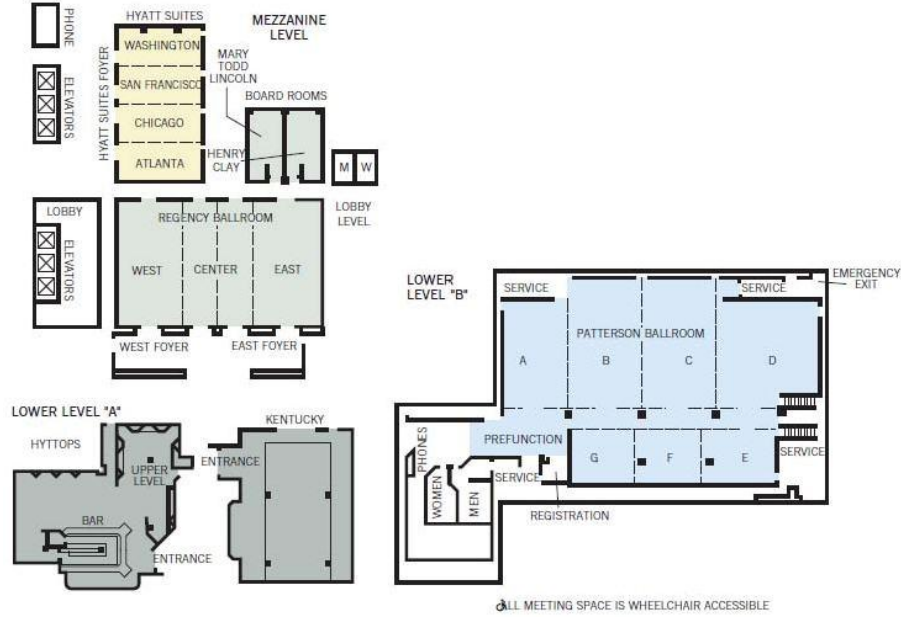 HYATT SUITES
MEZZANINE
LEVEL
PHONE
ELEVATORS
HYATT SUITES FOYER
WASHINGTON
SAN FRANCISCO
CHICAGO
ATLANTA
MARY
TODD
LINCOLN
BOARD ROOMS
HENRY
CLAY
M W
LOBBY
LEVEL
LOBBY
ELEVATORS
REGENCY BALLROOM
WEST
CENTER
EAST
WEST FOYER
EAST FOYER
LOWER
LEVEL "B"
SERVICE
SERVICE
EMERGENCY
EXIT
PATTERSON BALLROOM
A
B
C
D
PREFUNCTION
G
F
E
PHONES
WOMEN
MEN
SERVICE
SERVICE
REGISTRATION
LOWER LEVEL "A"
HYTTOPS
UPPER
LEVEL
BAR
ENTRANCE
KENTUCKY
ENTRANCE
ALL MEETING SPACE IS WHEELCHAIR ACCESSIBLE